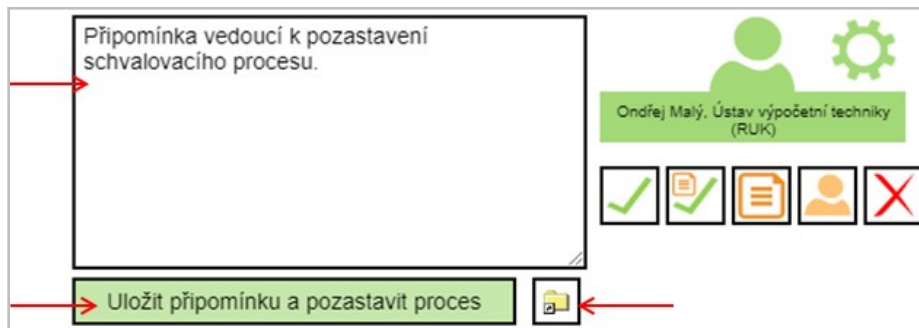 Připomínka vedoucí k pozastavení
schvalovacího procesu.
Ondřej Malý, Ústav výpočetní techniky
(RUK)
Uložit připomínku a pozastavit proces